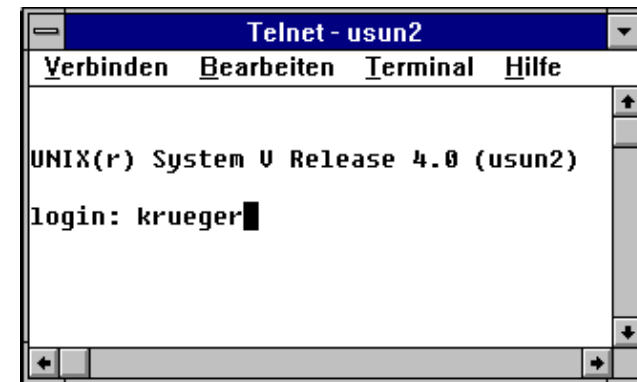 Telnet - usun2
Verbinden Bearbeiten Terminal Hilfe
UNIX(r) System V Release 4.0 (usun2)
login: krueger